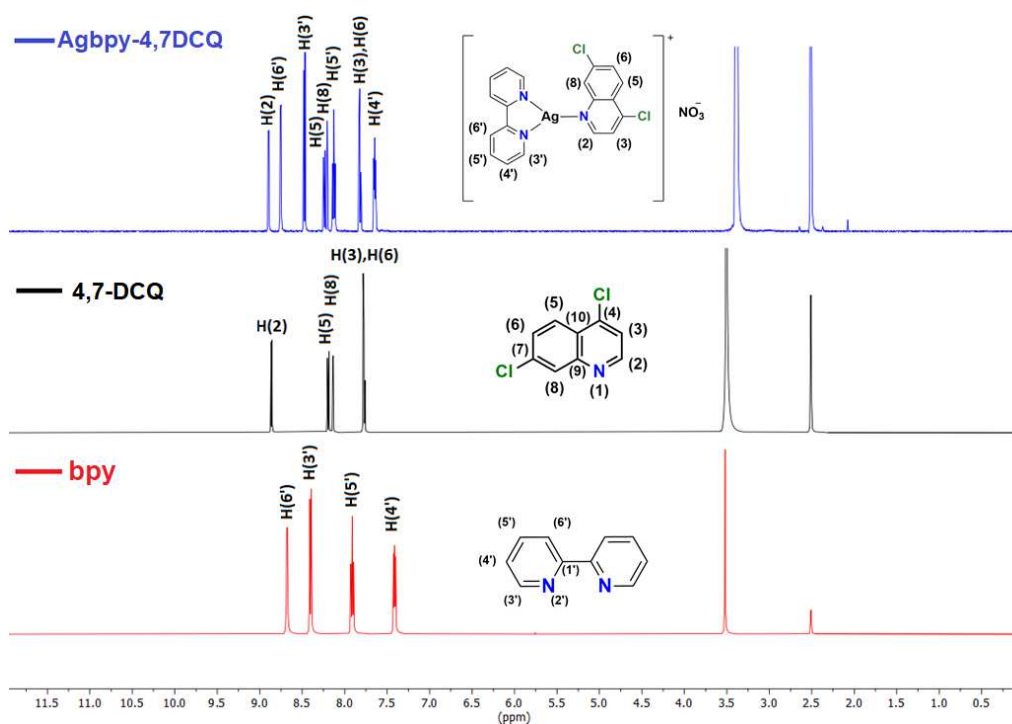 Agbpy-4,7DCQ
H(2)
H(6')
H(3')
H(5)
H(8)
H(5')
H(3),H(6)
H(4')
Cl
(6)
(8)
(5)
N
Ag
N
Cl
N
(2)
(3)
(6')
(5')
(4')
(3')
+
NO₃⁻
4,7-DCQ
H(2)
H(5)
H(8)
H(3),H(6)
Cl
(5)
(10)
(4)
(6)
(3)
(7)
(2)
Cl
(9)
(8)
N
(1)
bpy
H(6')
H(3')
H(5')
H(4')
(5')
(6')
(4')
(1')
(3')
N
(2')
N
11.5 11.0 10.5 10.0 9.5 9.0 8.5 8.0 7.5 7.0 6.5 6.0 5.5 5.0 4.5 4.0 3.5 3.0 2.5 2.0 1.5 1.0 0.5
(ppm)